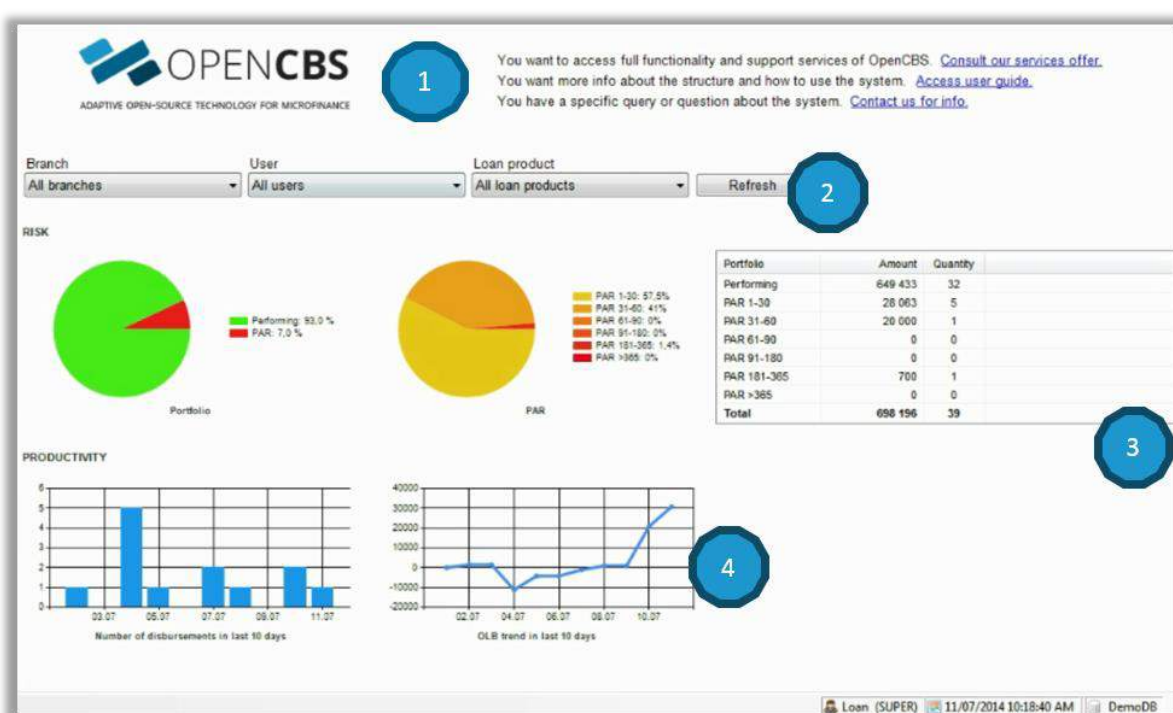 OPENCBS
ADAPTIVE OPEN-SOURCE TECHNOLOGY FOR MICROFINANCE
1
You want to access full functionality and support services of OpenCBS. Consult our services offer.
You want more info about the structure and how to use the system. Access user guide.
You have a specific query or question about the system. Contact us for info.
Branch User Loan product
All branches All users All loan products Refresh
2
RISK
Performing: 93,0 %
PAR: 7,0 %
Portfolio
PAR 1-30: 57,5%
PAR 31-60: 41%
PAR 61-90: 0%
PAR 91-180: 0%
PAR 181-365: 1,4%
PAR >365: 0%
PAR
Portfolio Amount Quantity
Performing 649 433 32
PAR 1-30 28 063 5
PAR 31-60 20 000 1
PAR 61-90 0 0
PAR 91-180 0 0
PAR 181-365 700 1
PAR >365 0 0
Total 698 196 39
3
PRODUCTIVITY
6
5
4
3
2
1
0
03.07 05.07 07.07 09.07 11.07
Number of disbursements in last 10 days
40000
30000
20000
10000
0
-10000
-20000
02.07 04.07 06.07 08.07 10.07
OLB trend in last 10 days
4
Loan (SUPER) 11/07/2014 10:18:40 AM DemoDB